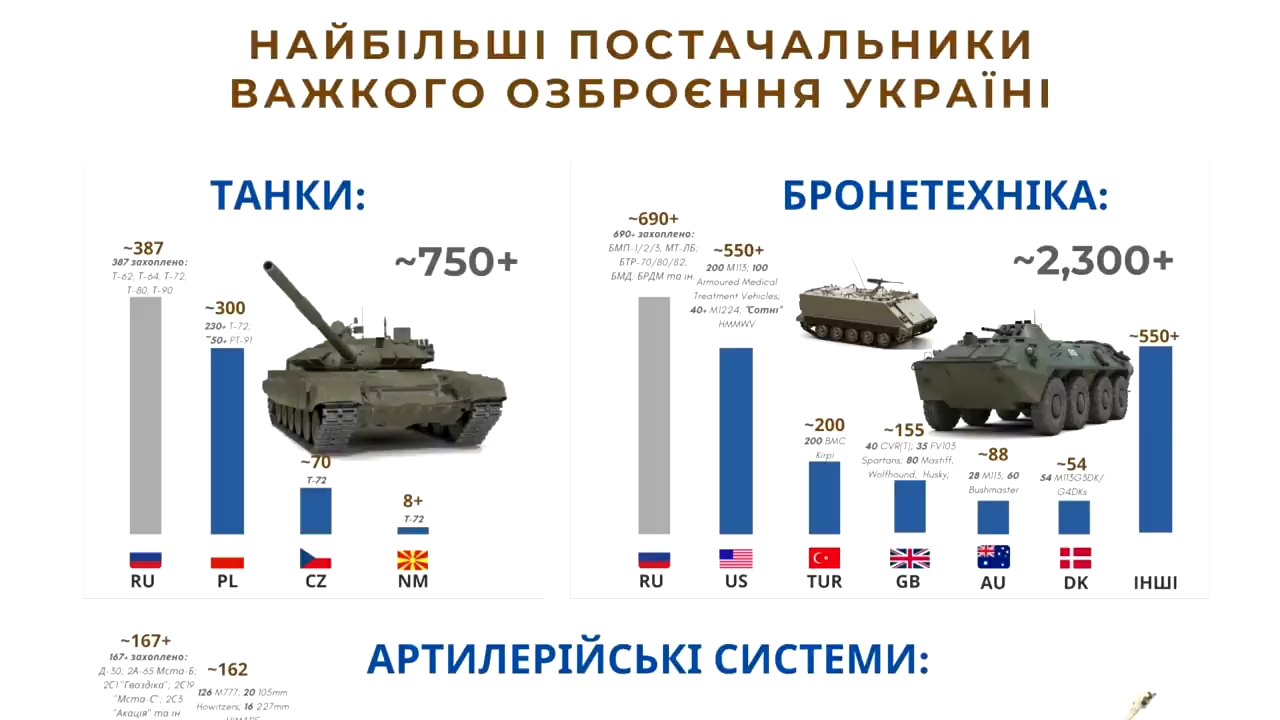 НАЙБІЛЬШІ ПОСТАЧАЛЬНИКИ
ВАЖКОГО ОЗБРОЄННЯ УКРАЇНІ
ТАНКИ:
~750+
~387
387 захоплено:
Т-62, Т-64, Т-72,
Т-80, Т-90
~300
230+ Т-72;
~50+ PT-91
~70
Т-72
8+
Т-72
RU
PL
CZ
NM
БРОНЕТЕХНІКА:
~2,300+
~690+
690+ захоплено:
БМП-1/2/3, МТ-ЛБ;
БТР-70/80/82,
БМД, БРДМ та ін.
~550+
200 M113; 100
Armoured Medical
Treatment Vehicles;
40+ M1224, "Сотні"
HMMWV
~200
200 BMC
Kirpi
~155
40 CVR(T); 35 FV103
Spartans; 80 Mastiff,
Wolfhound, Husky;
~88
28 M113; 60
Bushmaster
~54
54 M113G3DK/
G4DKs
~550+
RU
US
TUR
GB
AU
DK
ІНШІ
АРТИЛЕРІЙСЬКІ СИСТЕМИ:
~167+
167+ захоплено:
Д-30, 2А-65 Мста-Б;
2С1 "Гвоздіка", 2С19
"Мста-С", 2С3
"Акація" та ін
~162
126 M777; 20 105mm
Howitzers; 16 227mm
HIMARS